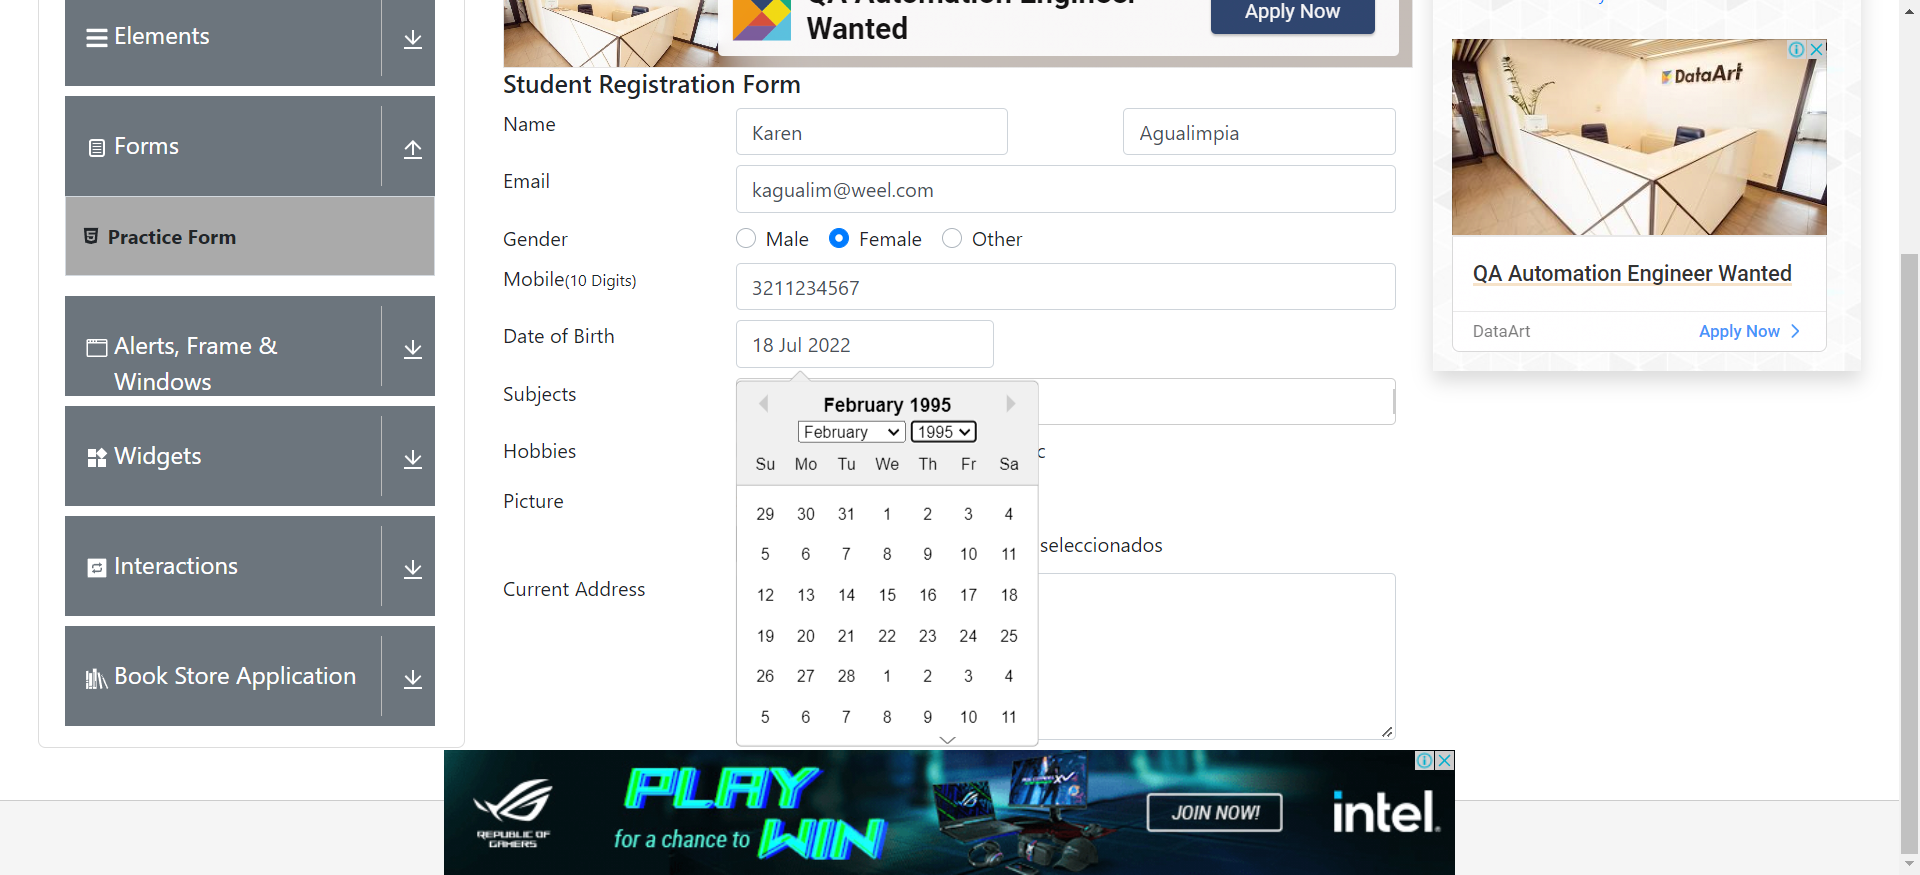 Elements
Forms
Practice Form
Alerts, Frame &
Windows
Widgets
Interactions
Book Store Application
QA Automation Engineer
Wanted
Apply Now
Student Registration Form
Name
Karen
Agualimpia
Email
kagualim@weel.com
Gender
Male
Female
Other
Mobile(10 Digits)
3211234567
Date of Birth
18 Jul 2022
Subjects
Hobbies
c
Picture
seleccionados
Current Address
February 1995
February
1995
Su Mo Tu We Th Fr Sa
29 30 31 1 2 3 4
5 6 7 8 9 10 11
12 13 14 15 16 17 18
19 20 21 22 23 24 25
26 27 28 1 2 3 4
5 6 7 8 9 10 11
DataArt
QA Automation Engineer Wanted
DataArt
Apply Now
REPUBLIC OF
GAMERS
PLAY
for a chance to WIN
JOIN NOW!
intel.